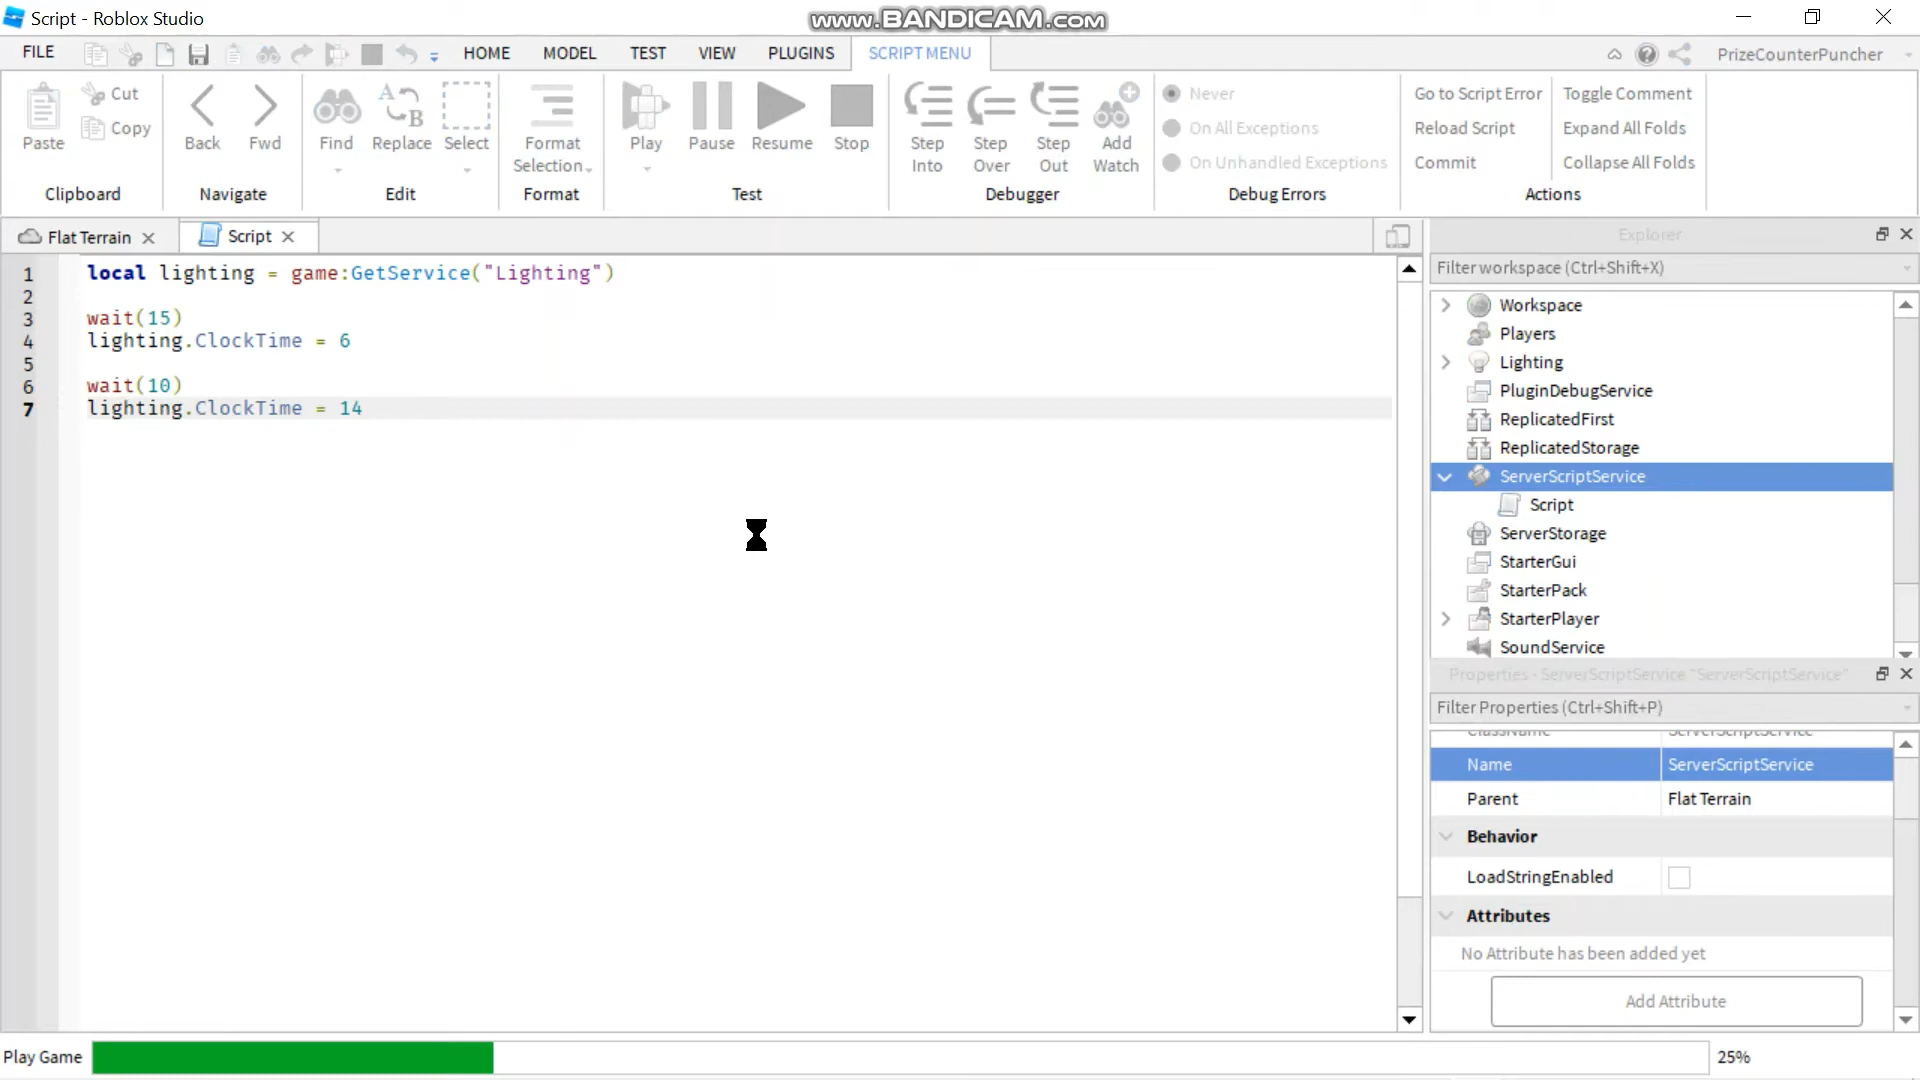 Script - Roblox Studio
www.BANDICAM.com
FILE
HOME
MODEL
TEST
VIEW
PLUGINS
SCRIPT MENU
PrizeCounterPuncher
Paste
Cut
Copy
Clipboard
Back
Fwd
Navigate
Find
Replace
Select
Edit
Format
Selection
Format
Play
Pause
Resume
Stop
Test
Step
Into
Step
Over
Step
Out
Add
Watch
Debugger
Never
On All Exceptions
On Unhandled Exceptions
Debug Errors
Go to Script Error
Reload Script
Commit
Toggle Comment
Expand All Folds
Collapse All Folds
Actions
Flat Terrain
Script
1 local lighting = game:GetService("Lighting")
2
3 wait(15)
4 lighting.ClockTime = 6
5
6 wait(10)
7 lighting.ClockTime = 14
Explorer
Filter workspace (Ctrl+Shift+X)
Workspace
Players
Lighting
PluginDebugService
ReplicatedFirst
ReplicatedStorage
ServerScriptService
Script
ServerStorage
StarterGui
StarterPack
StarterPlayer
SoundService
Properties - ServerScriptService "ServerScriptService"
Filter Properties (Ctrl+Shift+P)
ClassName ServerScriptService
Name ServerScriptService
Parent Flat Terrain
Behavior
LoadStringEnabled
Attributes
No Attribute has been added yet
Add Attribute
Play Game
25%